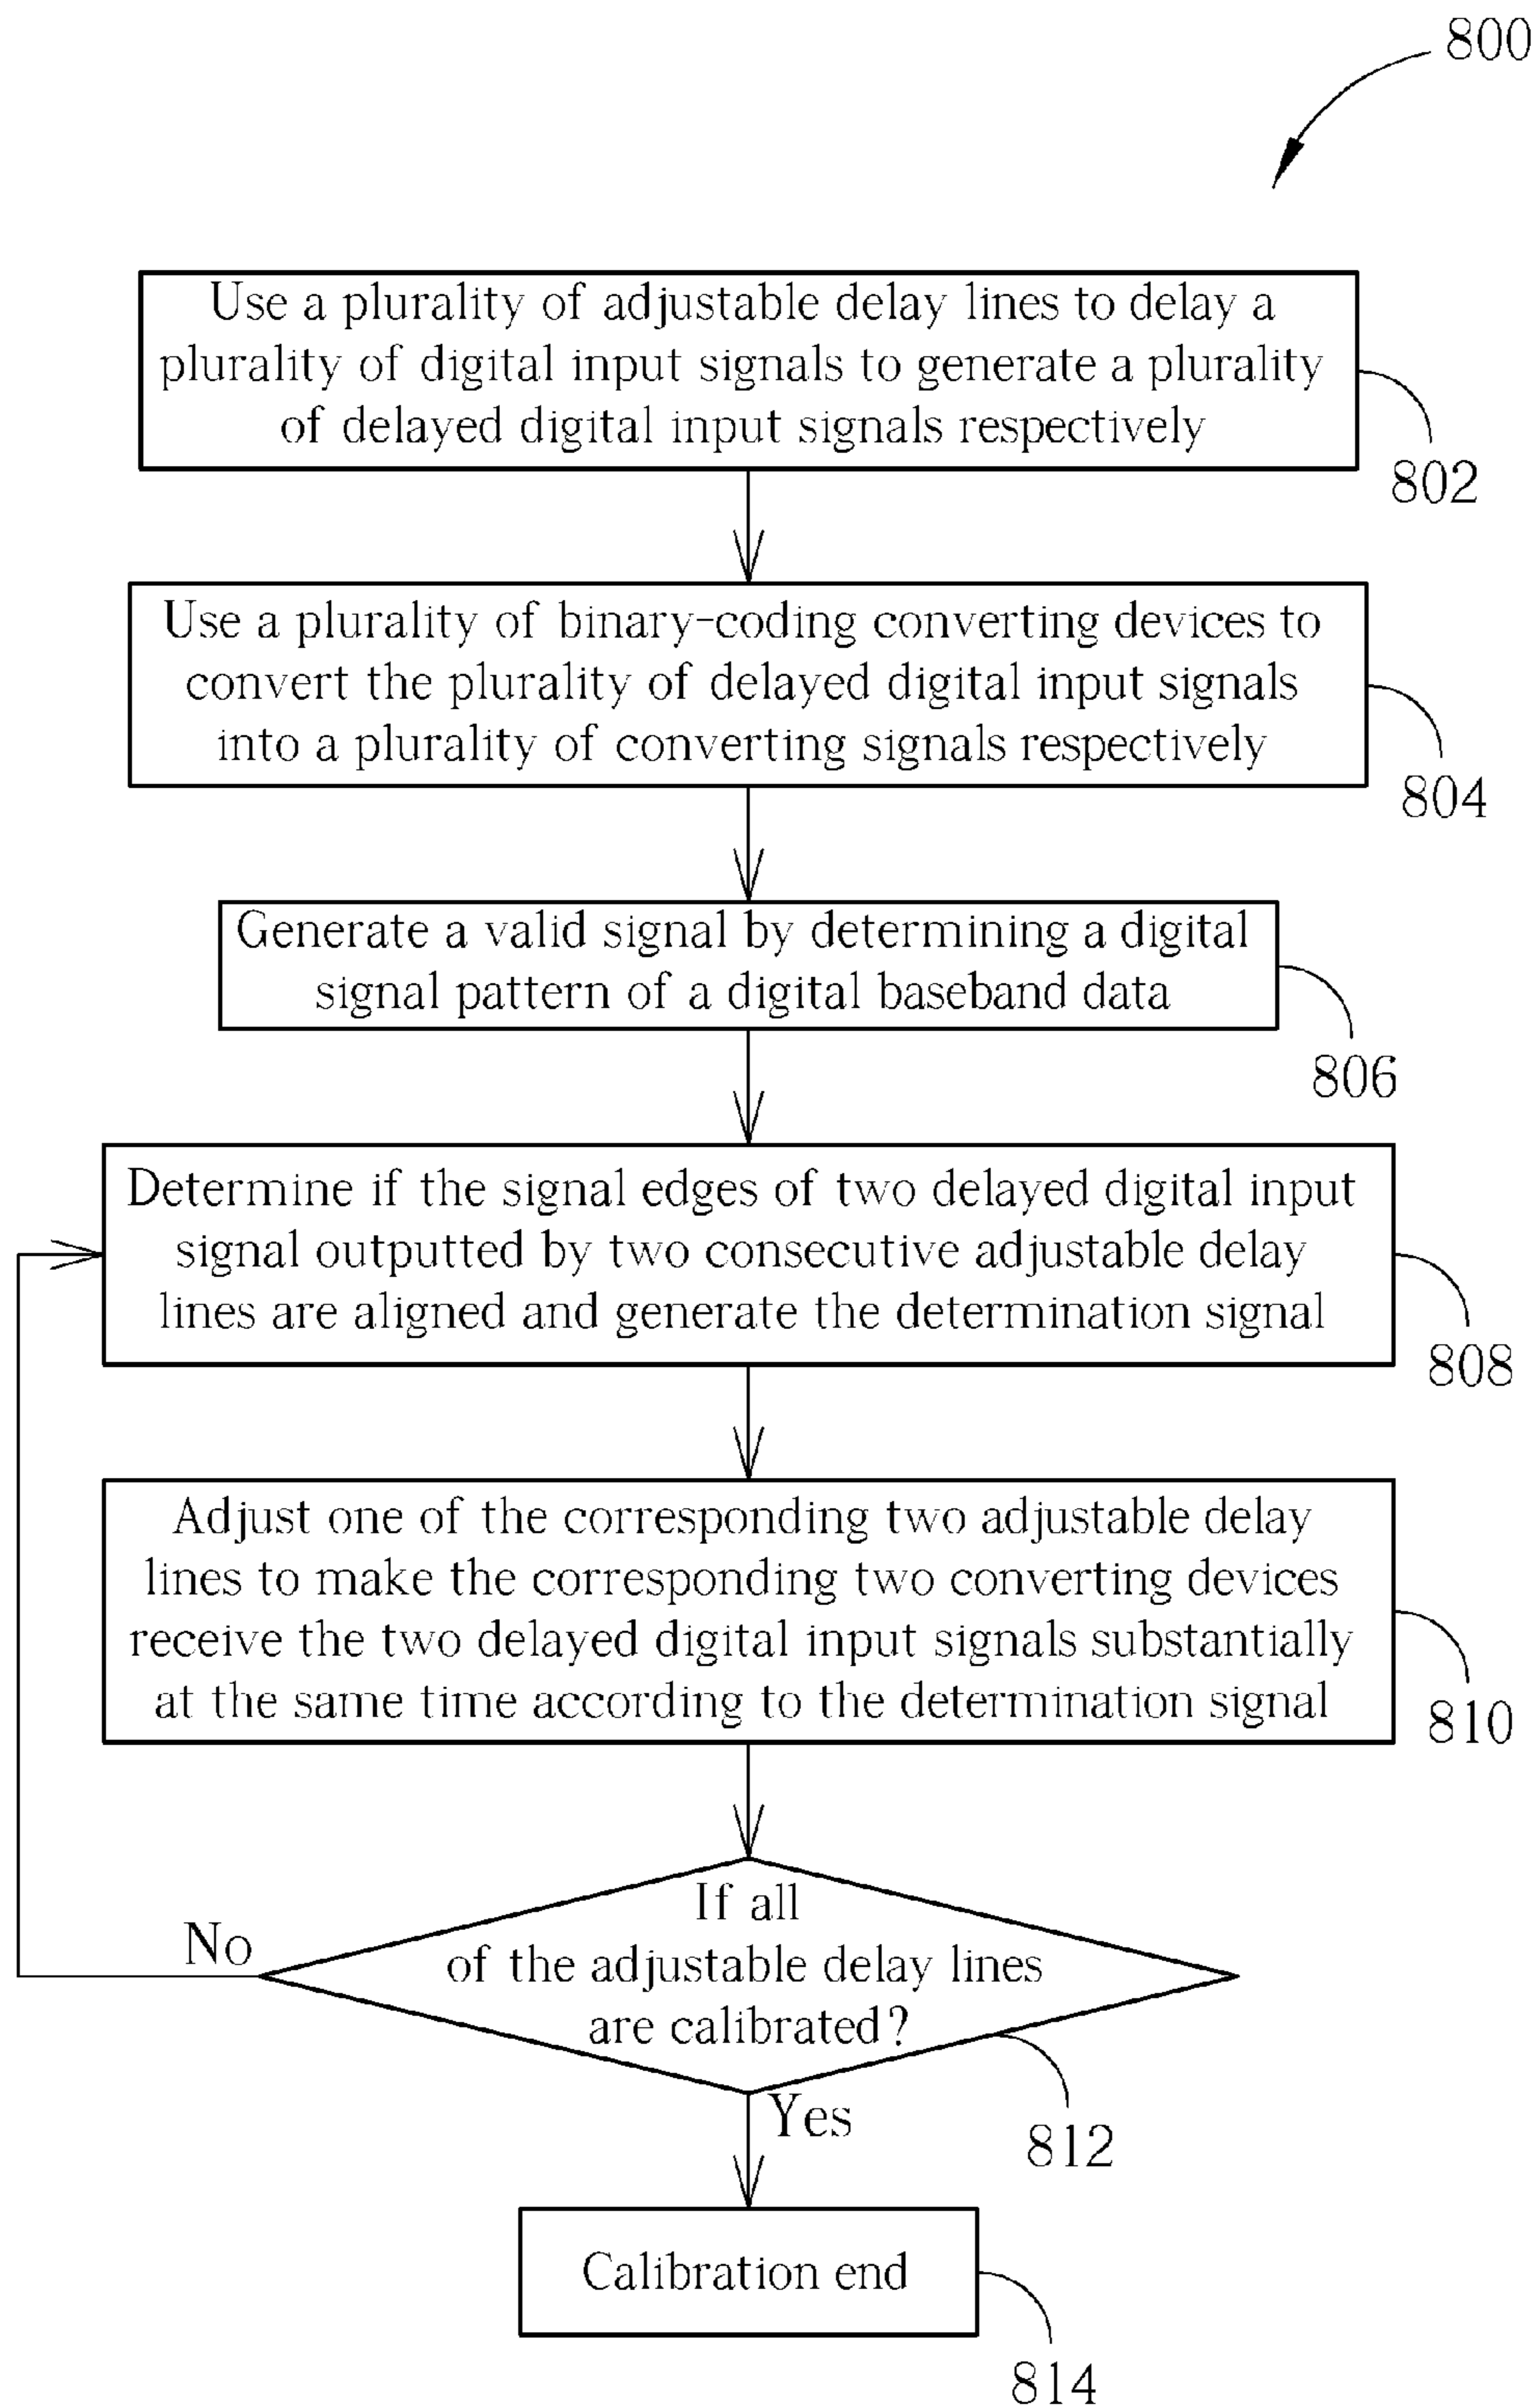 800
Use a plurality of adjustable delay lines to delay a
plurality of digital input signals to generate a plurality
of delayed digital input signals respectively
802
Use a plurality of binary-coding converting devices to
convert the plurality of delayed digital input signals
into a plurality of converting signals respectively
804
Generate a valid signal by determining a digital
signal pattern of a digital baseband data
806
Determine if the signal edges of two delayed digital input
signal outputted by two consecutive adjustable delay
lines are aligned and generate the determination signal
808
Adjust one of the corresponding two adjustable delay
lines to make the corresponding two converting devices
receive the two delayed digital input signals substantially
at the same time according to the determination signal
810
If all
of the adjustable delay lines
are calibrated?
No
812
Yes
Calibration end
814